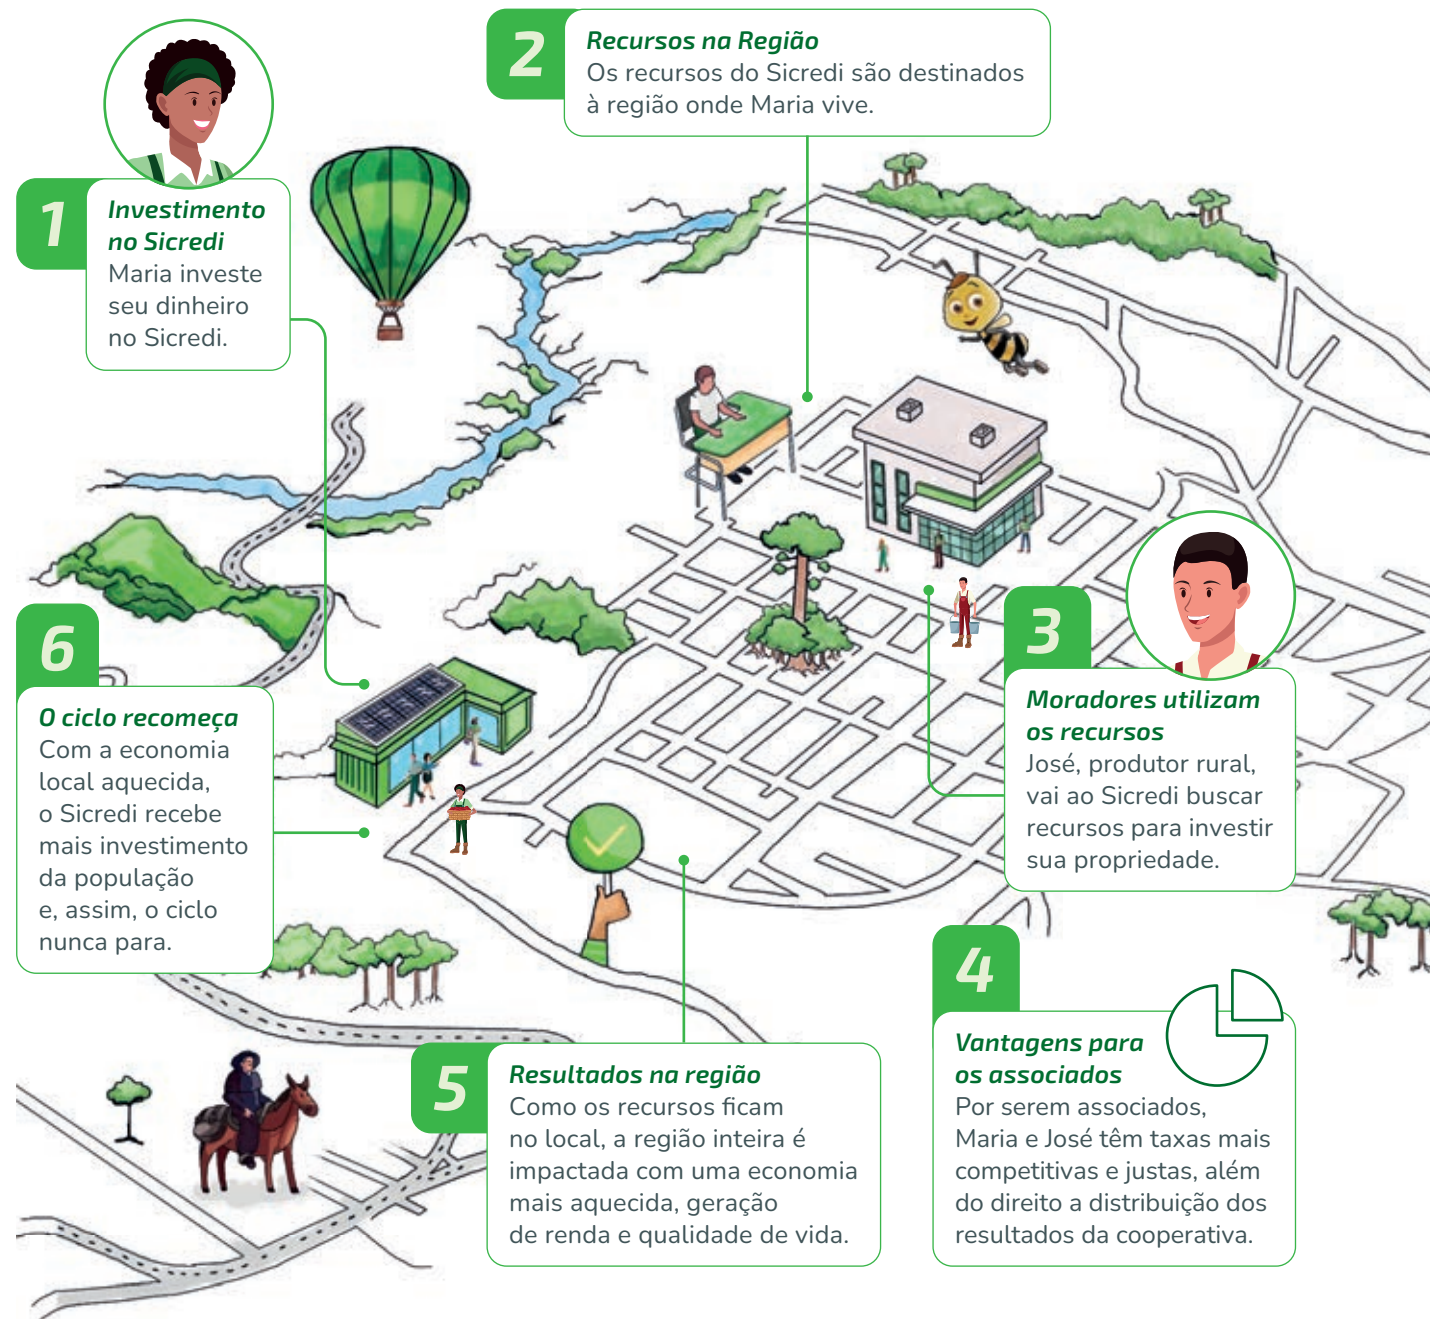 1
Investimento
no Sicredi
Maria investe
seu dinheiro
no Sicredi.
2
Recursos na Região
Os recursos do Sicredi são destinados
à região onde Maria vive.
3
Moradores utilizam
os recursos
José, produtor rural,
vai ao Sicredi buscar
recursos para investir
sua propriedade.
4
Vantagens para
os associados
Por serem associados,
Maria e José têm taxas mais
competitivas e justas, além
do direito a distribuição dos
resultados da cooperativa.
5
Resultados na região
Como os recursos ficam
no local, a região inteira é
impactada com uma economia
mais aquecida, geração
de renda e qualidade de vida.
6
O ciclo recomeça
Com a economia
local aquecida,
o Sicredi recebe
mais investimento
da população
e, assim, o ciclo
nunca para.